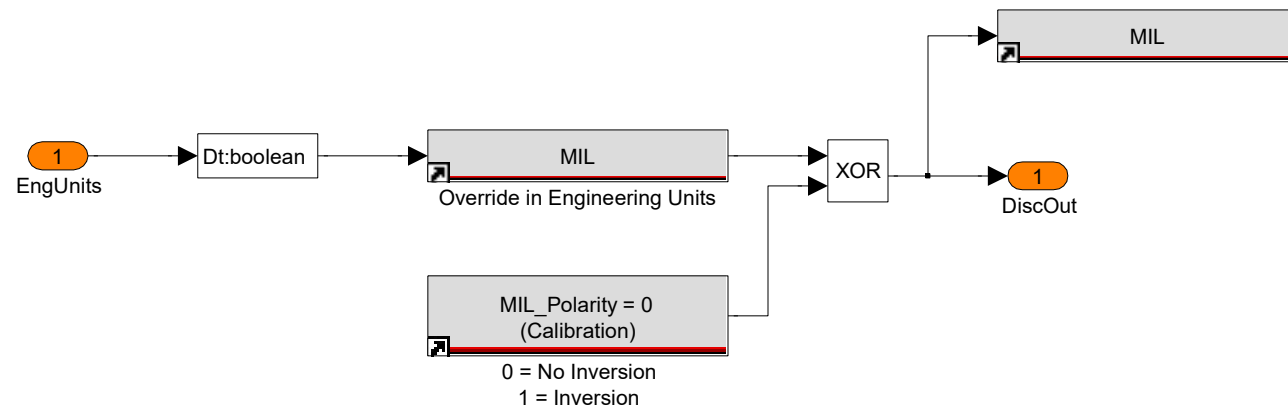 MIL
1
EngUnits
Dt:boolean
MIL
Override in Engineering Units
XOR
1
DiscOut
MIL_Polarity = 0
(Calibration)
0 = No Inversion
1 = Inversion